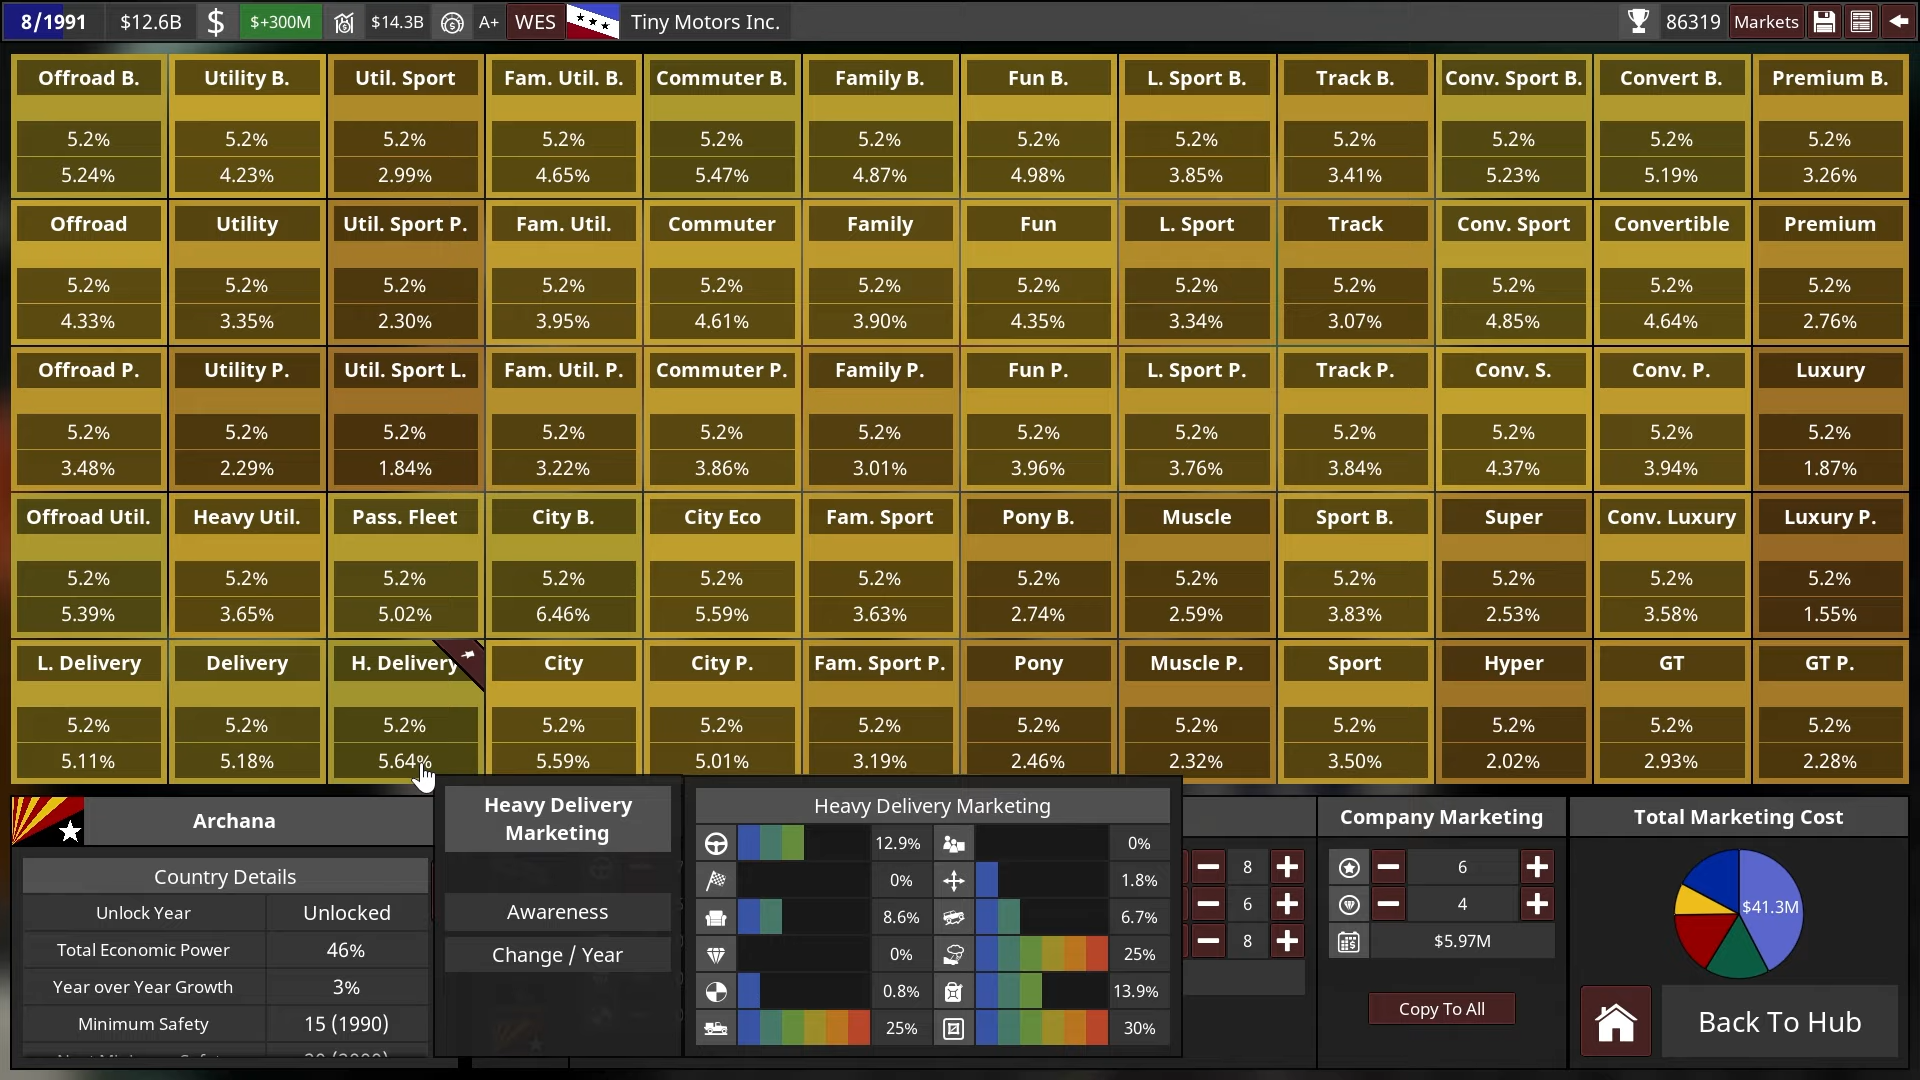 8/1991 $12.6B $+300M $14.3B A+ WES Tiny Motors Inc. 86319 Markets
Offroad B. Utility B. Util. Sport Fam. Util. B. Commuter B. Family B. Fun B. L. Sport B. Track B. Conv. Sport B. Convert B. Premium B.
5.2% 5.2% 5.2% 5.2% 5.2% 5.2% 5.2% 5.2% 5.2% 5.2% 5.2% 5.2%
5.24% 4.23% 2.99% 4.65% 5.47% 4.87% 4.98% 3.85% 3.41% 5.23% 5.19% 3.26%
Offroad Utility Util. Sport P. Fam. Util. Commuter Family Fun L. Sport Track Conv. Sport Convertible Premium
5.2% 5.2% 5.2% 5.2% 5.2% 5.2% 5.2% 5.2% 5.2% 5.2% 5.2% 5.2%
4.33% 3.35% 2.30% 3.95% 4.61% 3.90% 4.35% 3.34% 3.07% 4.85% 4.64% 2.76%
Offroad P. Utility P. Util. Sport L. Fam. Util. P. Commuter P. Family P. Fun P. L. Sport P. Track P. Conv. S. Conv. P. Luxury
5.2% 5.2% 5.2% 5.2% 5.2% 5.2% 5.2% 5.2% 5.2% 5.2% 5.2% 5.2%
3.48% 2.29% 1.84% 3.22% 3.86% 3.01% 3.96% 3.76% 3.84% 4.37% 3.94% 1.87%
Offroad Util. Heavy Util. Pass. Fleet City B. City Eco Fam. Sport Pony B. Muscle Sport B. Super Conv. Luxury Luxury P.
5.2% 5.2% 5.2% 5.2% 5.2% 5.2% 5.2% 5.2% 5.2% 5.2% 5.2% 5.2%
5.39% 3.65% 5.02% 6.46% 5.59% 3.63% 2.74% 2.59% 3.83% 2.53% 3.58% 1.55%
L. Delivery Delivery H. Delivery City City P. Fam. Sport P. Pony Muscle P. Sport Hyper GT GT P.
5.2% 5.2% 5.2% 5.2% 5.2% 5.2% 5.2% 5.2% 5.2% 5.2% 5.2% 5.2%
5.11% 5.18% 5.64% 5.59% 5.01% 3.19% 2.46% 2.32% 3.50% 2.02% 2.93% 2.28%
Archana
Country Details
Unlock Year Unlocked
Total Economic Power 46%
Year over Year Growth 3%
Minimum Safety 15 (1990)
Heavy Delivery
Marketing
Awareness
Change / Year
Heavy Delivery Marketing
12.9% 0%
0% 1.8%
8.6% 6.7%
0% 25%
0.8% 13.9%
25% 30%
8
6
8
Company Marketing
6
4
$5.97M
Copy To All
Total Marketing Cost
$41.3M
Back To Hub